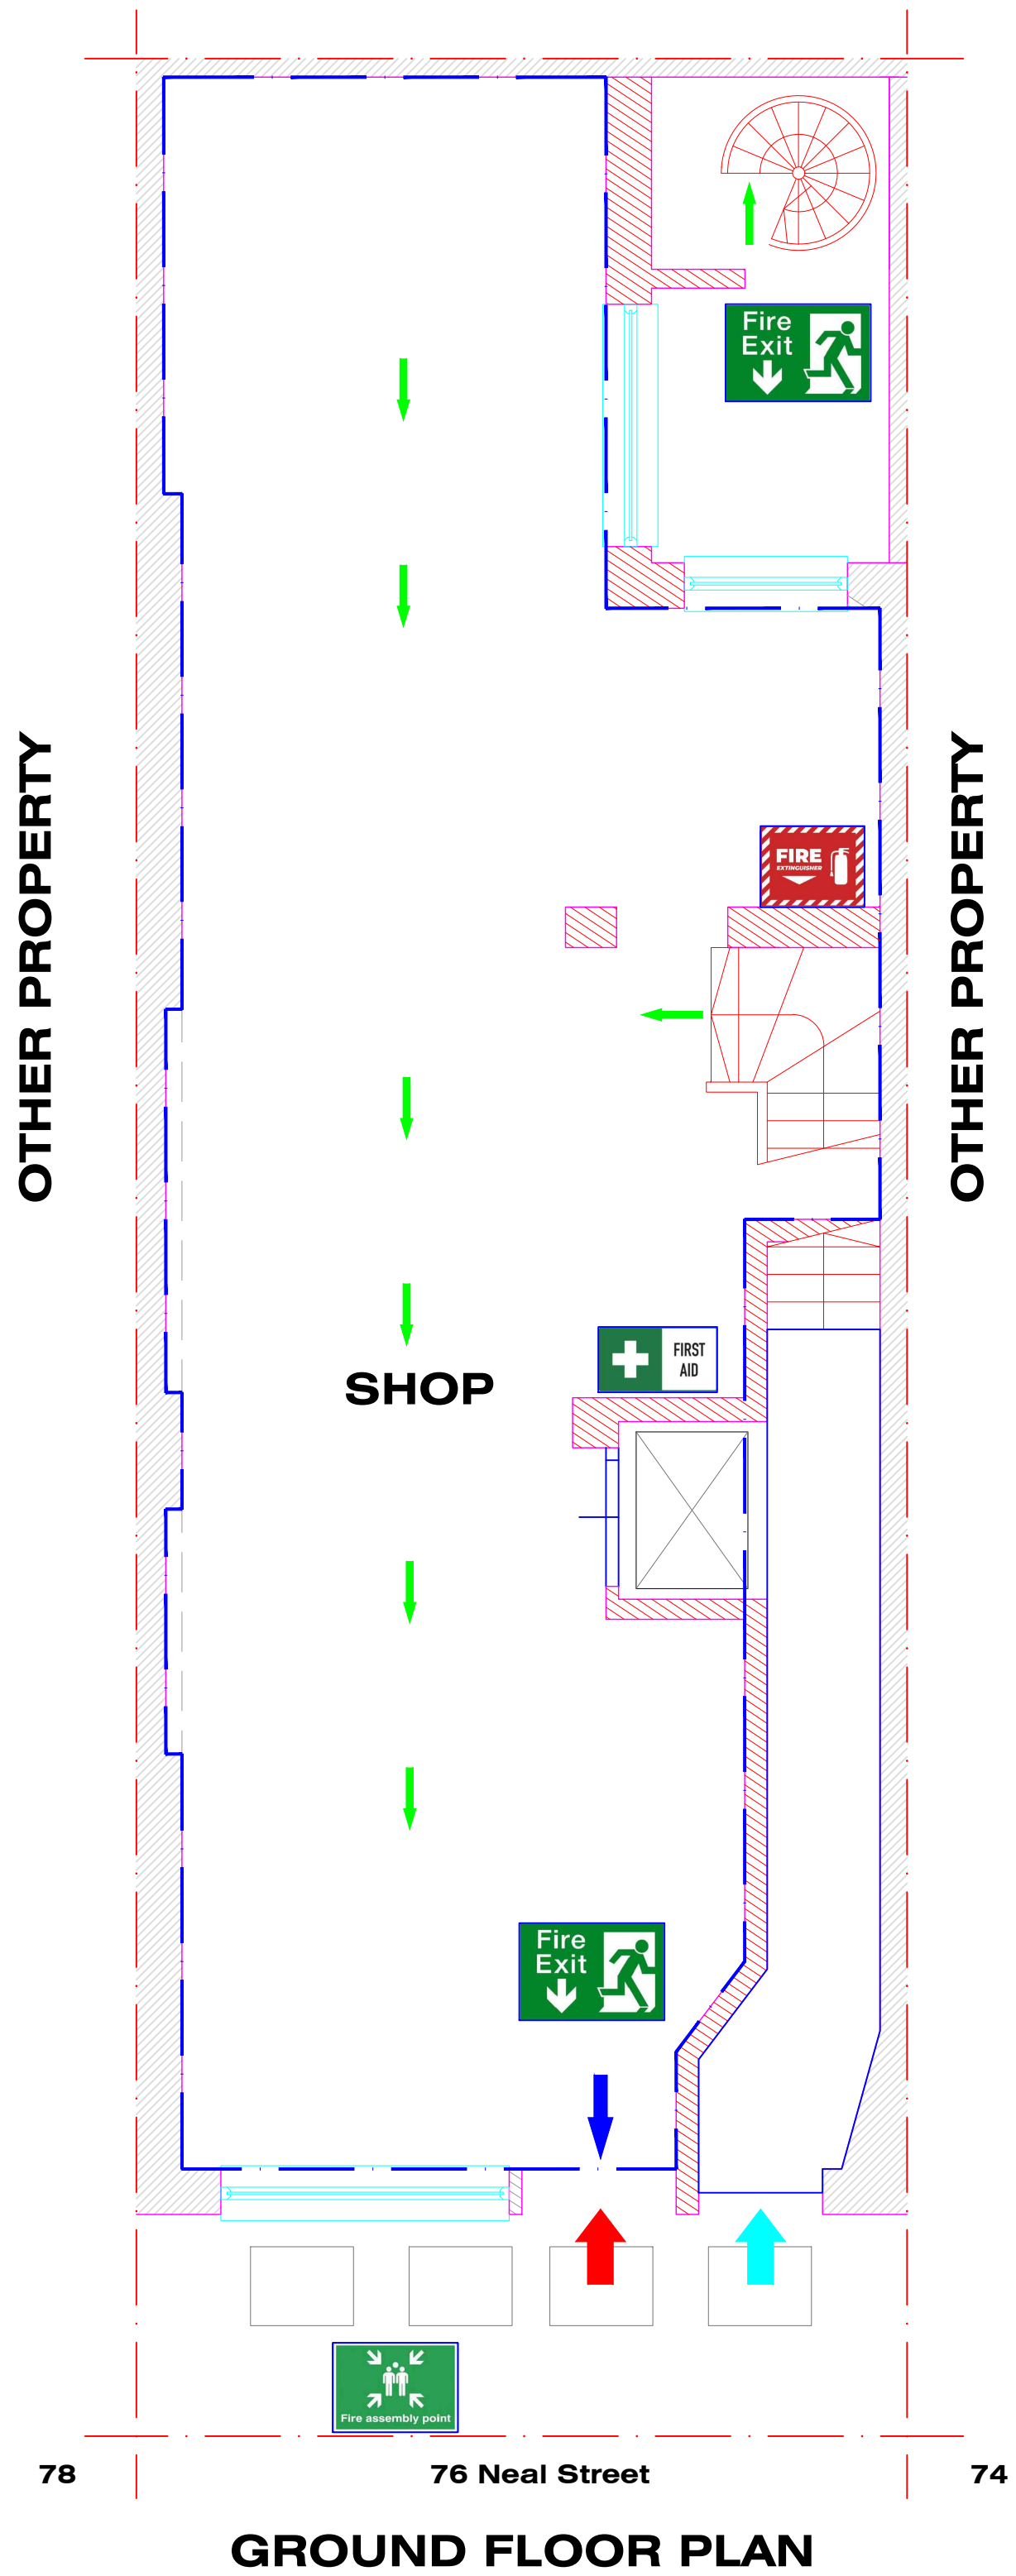 Fire
Exit
OTHER PROPERTY
OTHER PROPERTY
FIRE
EXTINGUISHER
FIRST
AID
SHOP
Fire
Exit
Fire assembly point
78
76 Neal Street
74
GROUND FLOOR PLAN